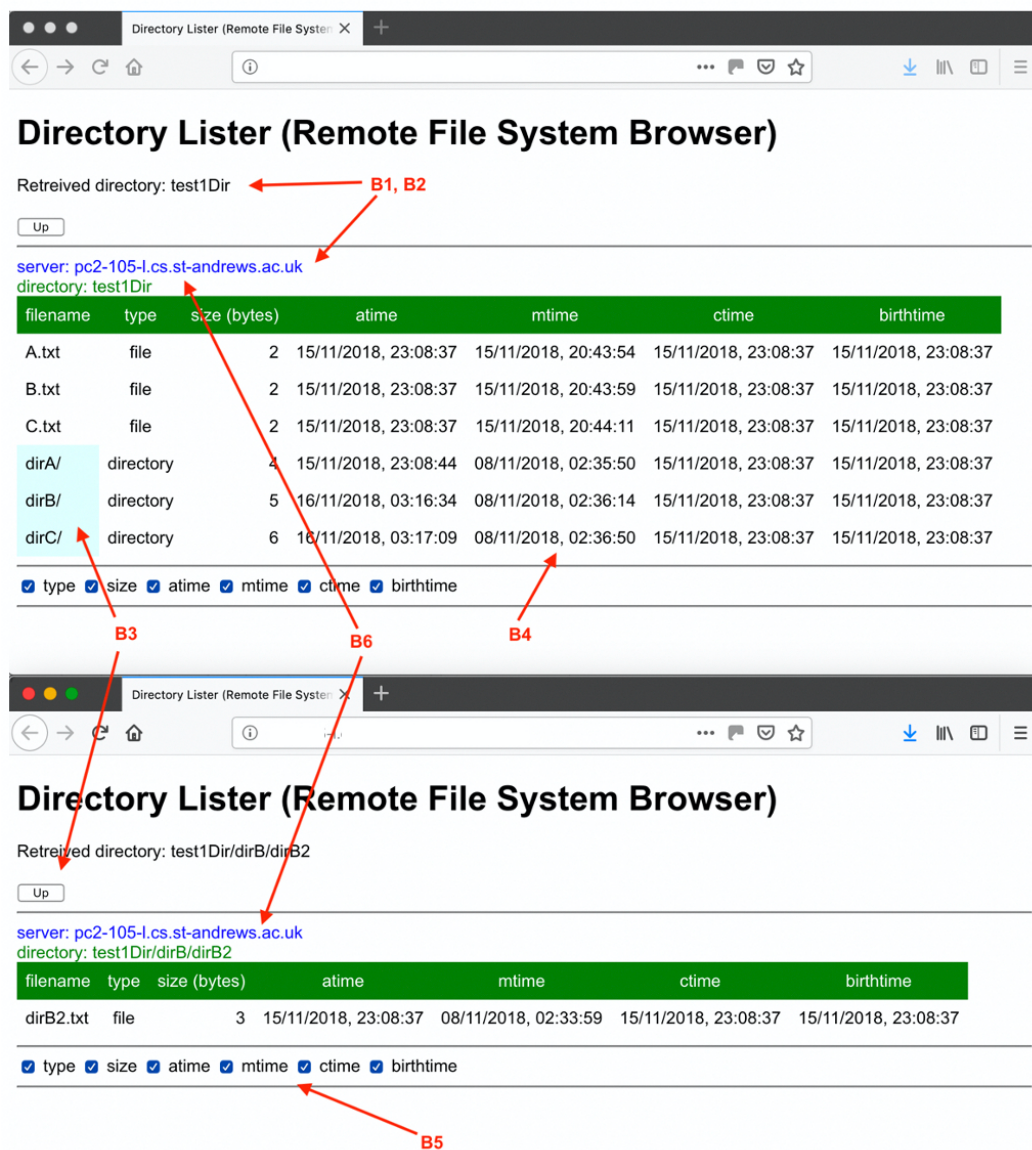 Directory Lister (Remote File System
Directory Lister (Remote File System Browser)
Retreived directory: test1Dir
B1, B2
Up
server: pc2-105-l.cs.st-andrews.ac.uk
directory: test1Dir
filename type size (bytes) atime mtime ctime birthtime
A.txt file 2 15/11/2018, 23:08:37 15/11/2018, 20:43:54 15/11/2018, 23:08:37 15/11/2018, 23:08:37
B.txt file 2 15/11/2018, 23:08:37 15/11/2018, 20:43:59 15/11/2018, 23:08:37 15/11/2018, 23:08:37
C.txt file 2 15/11/2018, 23:08:37 15/11/2018, 20:44:11 15/11/2018, 23:08:37 15/11/2018, 23:08:37
dirA/ directory 4 15/11/2018, 23:08:44 08/11/2018, 02:35:50 15/11/2018, 23:08:37 15/11/2018, 23:08:37
dirB/ directory 5 16/11/2018, 03:16:34 08/11/2018, 02:36:14 15/11/2018, 23:08:37 15/11/2018, 23:08:37
dirC/ directory 6 16/11/2018, 03:17:09 08/11/2018, 02:36:50 15/11/2018, 23:08:37 15/11/2018, 23:08:37
type size atime mtime ctime birthtime
B3 B6 B4
Directory Lister (Remote File System
Directory Lister (Remote File System Browser)
Retreived directory: test1Dir/dirB/dirB2
Up
server: pc2-105-l.cs.st-andrews.ac.uk
directory: test1Dir/dirB/dirB2
filename type size (bytes) atime mtime ctime birthtime
dirB2.txt file 3 15/11/2018, 23:08:37 08/11/2018, 02:33:59 15/11/2018, 23:08:37 15/11/2018, 23:08:37
type size atime mtime ctime birthtime
B5